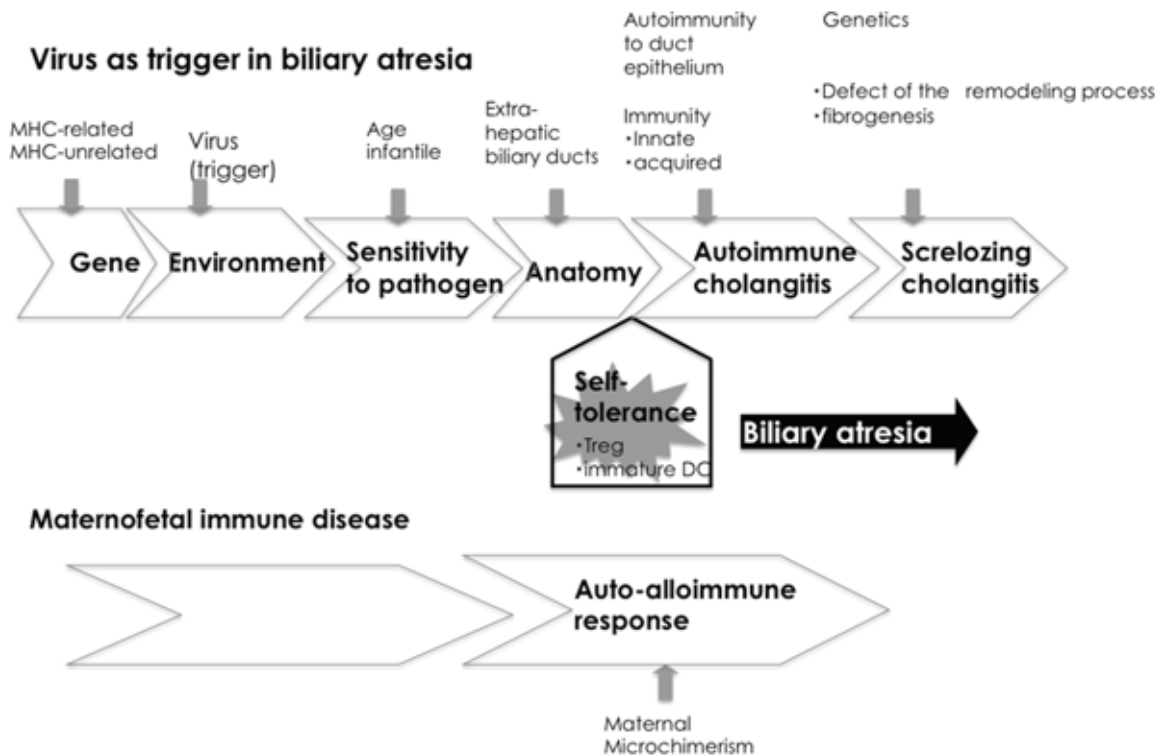 Virus as trigger in biliary atresia
MHC-related
MHC-unrelated
Virus
(trigger)
Age
infantile
Extra-
hepatic
biliary ducts
Autoimmunity
to duct
epithelium
Immunity
・Innate
・acquired
Genetics
・Defect of the remodeling process
・fibrogenesis
Gene
Environment
Sensitivity
to pathogen
Anatomy
Autoimmune
cholangitis
Screlozing
cholangitis
Self-
tolerance
・Treg
・immature DC
Biliary atresia
Maternofetal immune disease
Auto-alloimmune
response
Maternal
Microchimerism